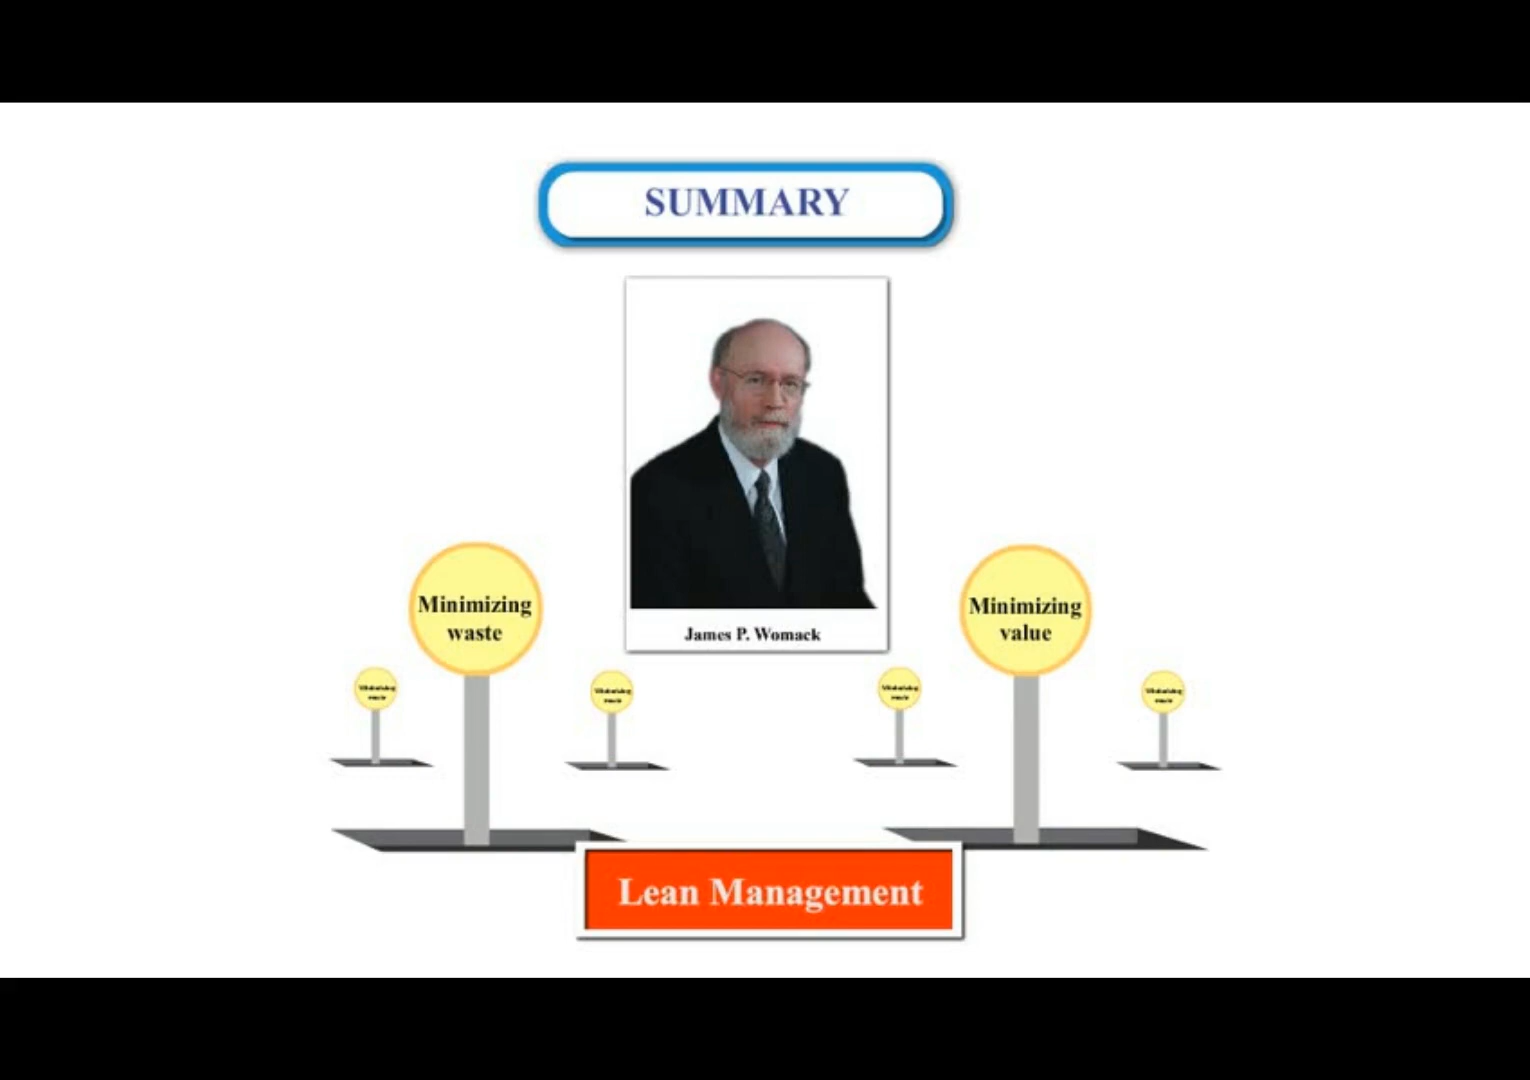 SUMMARY
James P. Womack
Minimizing
waste
Minimizing
value
Lean Management